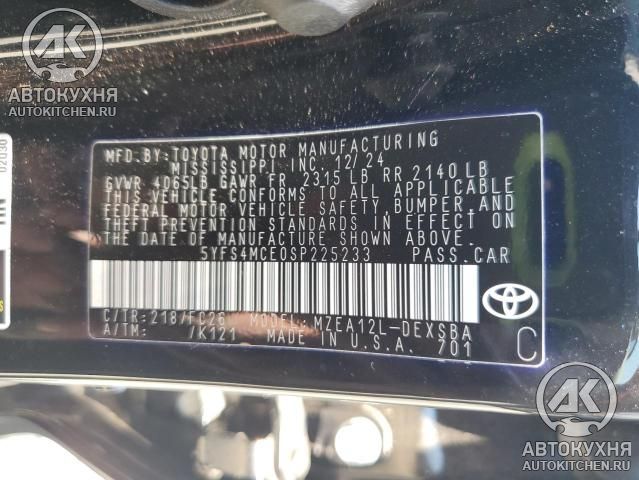 АК
АВТОКУХНЯ
AUTOKITCHEN.RU
MFD. BY: TOYOTA MOTOR MANUFACTURING
MISSISSIPPI INC. 12/24
GVWR 4065LB GAWR FR 2315 LB RR 2140 LB
THIS VEHICLE CONFORMS TO ALL APPLICABLE
FEDERAL MOTOR VEHICLE SAFETY, BUMPER, AND
THEFT PREVENTION STANDARDS IN EFFECT ON
THE DATE OF MANUFACTURE SHOWN ABOVE.
5YFS4MCE0SP225233 PASS.CAR
C/TR:218/FC26 MODEL: MZEA12L-DEXSBA
A/TM: /K121 MADE IN U.S.A. 701
C
АК
АВТОКУХНЯ
AUTOKITCHEN.RU